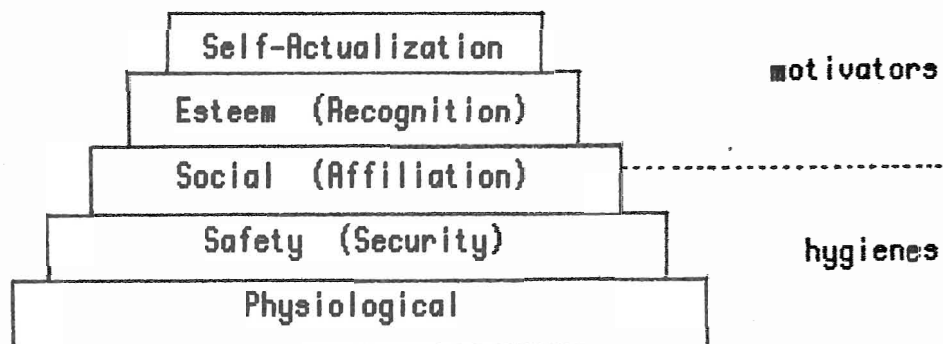 Self-Actualization
motivators
Esteem (Recognition)
Social (Affiliation)
Safety (Security)
hygienes
Physiological